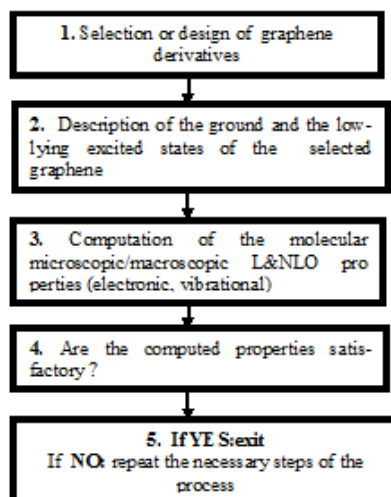 1. Selection or design of graphene
derivatives
2. Description of the ground and the low-
lying excited states of the selected
graphene
3. Computation of the molecular
microscopic/macroscopic L&NLO pro
perties (electronic, vibrational)
4. Are the computed properties satis-
factory ?
5. If YE S:exit
If NO: repeat the necessary steps of the
process